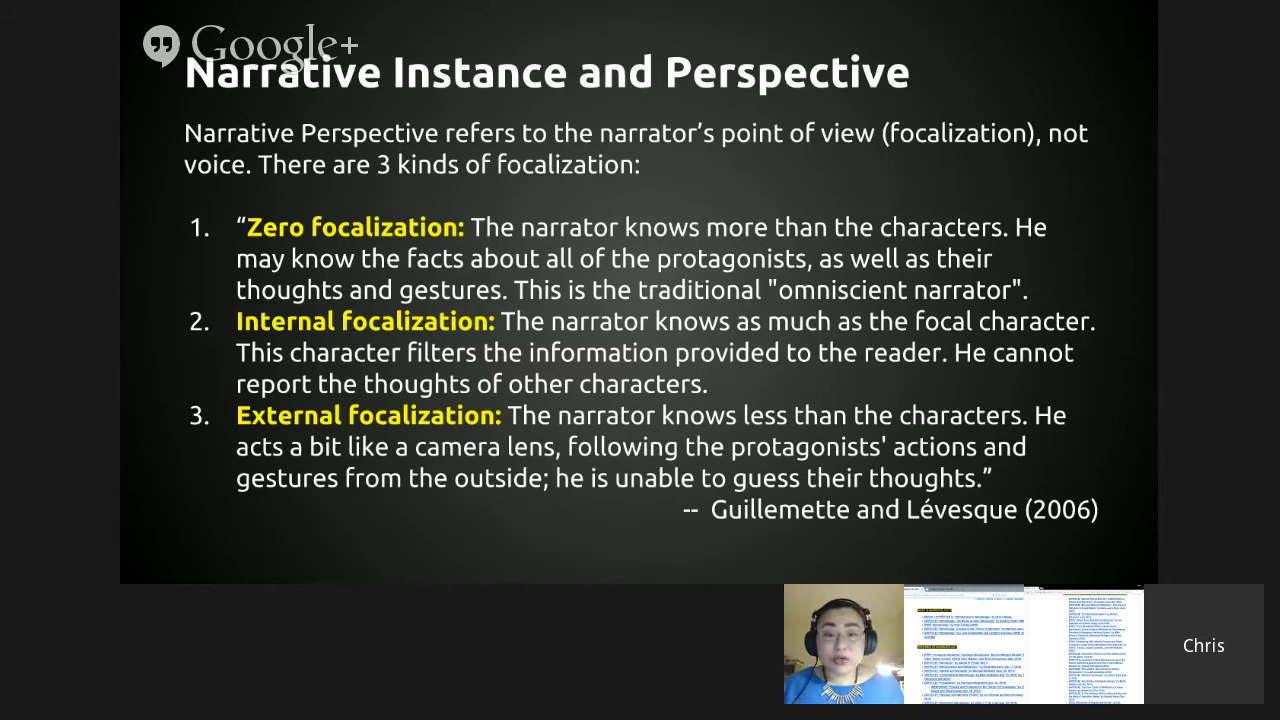 Google+
Narrative Instance and Perspective
Narrative Perspective refers to the narrator’s point of view (focalization), not
voice. There are 3 kinds of focalization:
1. “Zero focalization: The narrator knows more than the characters. He
may know the facts about all of the protagonists, as well as their
thoughts and gestures. This is the traditional "omniscient narrator".
2. Internal focalization: The narrator knows as much as the focal character.
This character filters the information provided to the reader. He cannot
report the thoughts of other characters.
3. External focalization: The narrator knows less than the characters. He
acts a bit like a camera lens, following the protagonists' actions and
gestures from the outside; he is unable to guess their thoughts.”
-- Guillemette and Lévesque (2006)
Chris